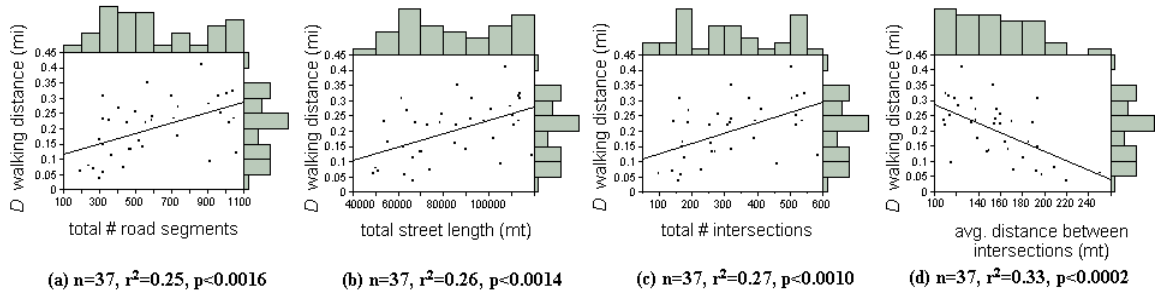 D walking distance (mi)
0.45
0.4
0.35
0.3
0.25
0.2
0.15
0.1
0.05
0
100 300 500 700 900 1100
total # road segments
(a) n=37, r²=0.25, p<0.0016
D walking distance (mi)
0.45
0.4
0.35
0.3
0.25
0.2
0.15
0.1
0.05
0
40000 60000 80000 100000
total street length (mt)
(b) n=37, r²=0.26, p<0.0014
D walking distance (mi)
0.45
0.4
0.35
0.3
0.25
0.2
0.15
0.1
0.05
0
100 200 300 400 500 600
total # intersections
(c) n=37, r²=0.27, p<0.0010
D walking distance (mi)
0.45
0.4
0.35
0.3
0.25
0.2
0.15
0.1
0.05
0
100 120 140 160 180 200 240
avg. distance between
intersections (mt)
(d) n=37, r²=0.33, p<0.0002